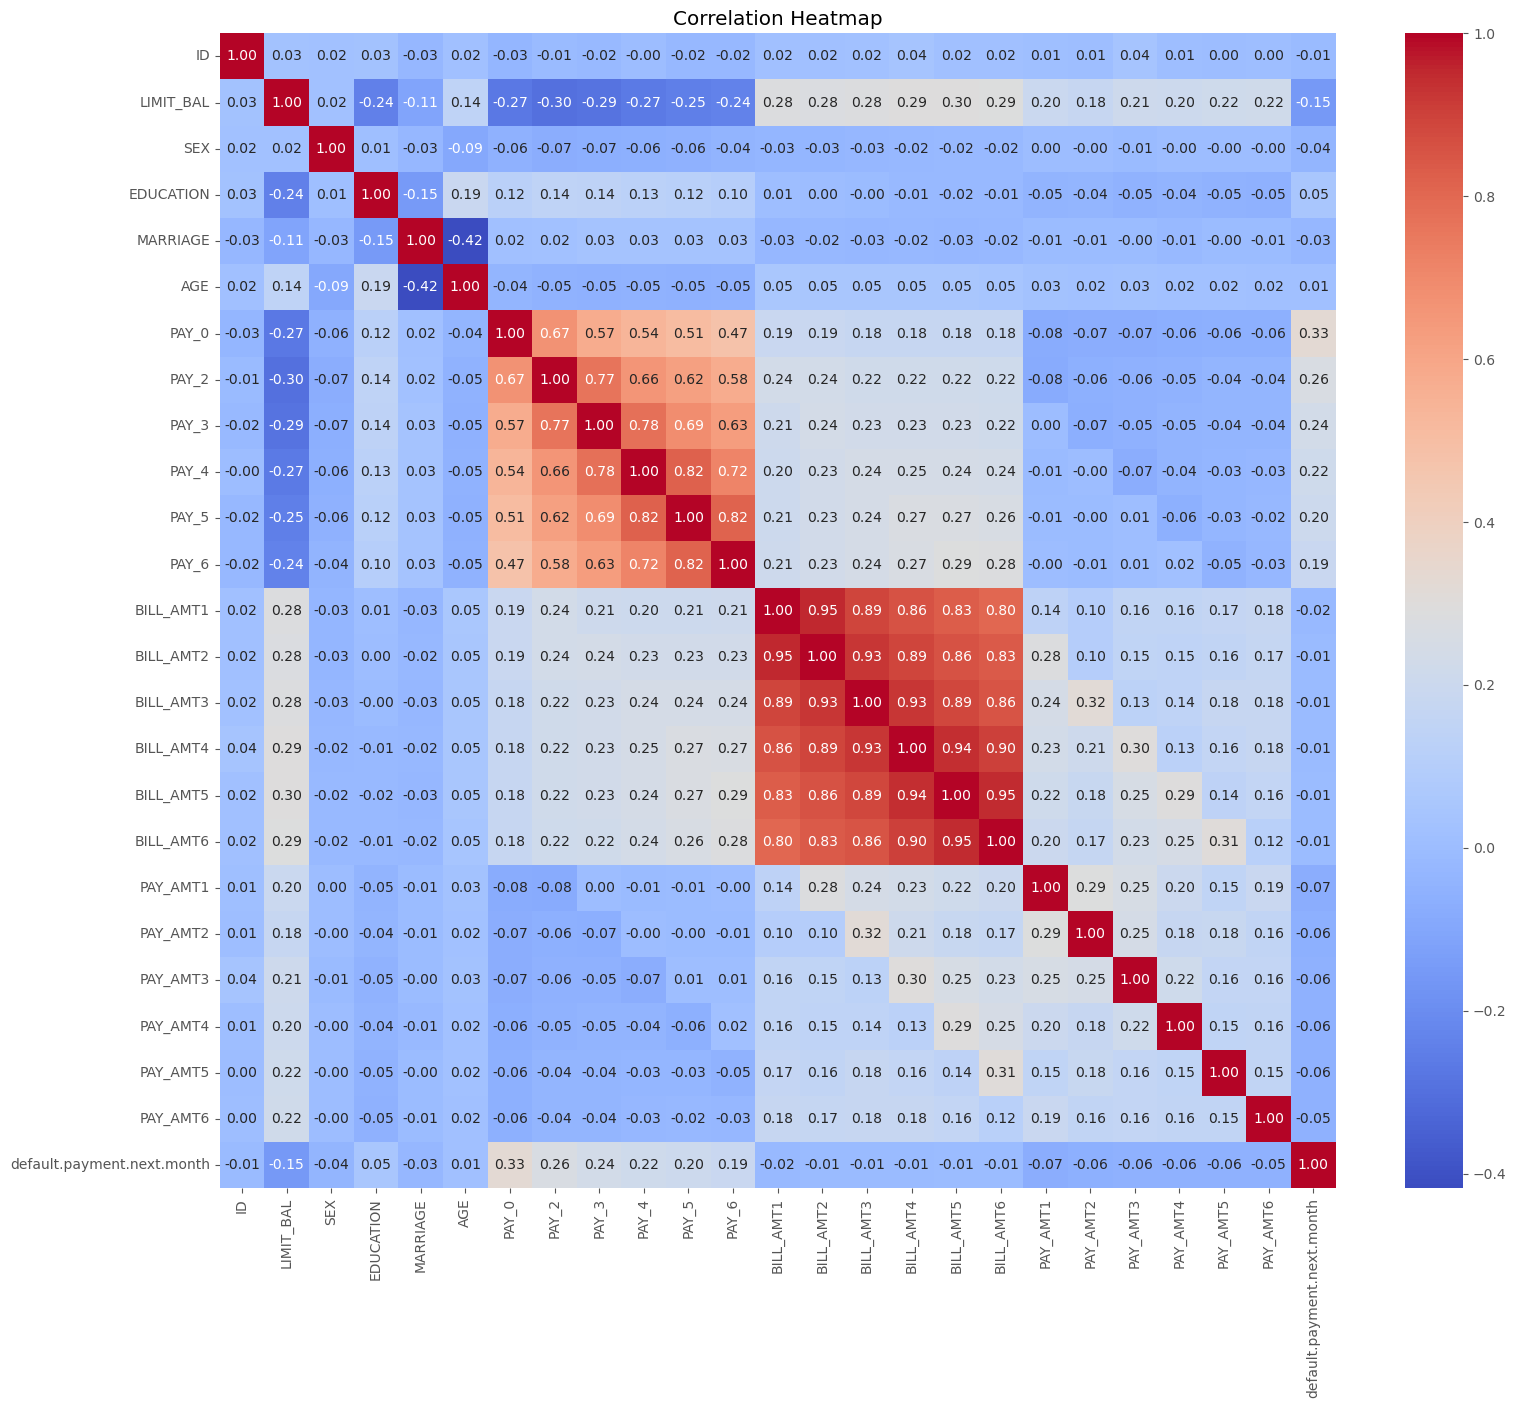 Correlation Heatmap
ID 1.00 0.03 0.02 0.03 -0.03 0.02 -0.03 -0.01 -0.02 -0.00 -0.02 -0.02 0.02 0.02 0.02 0.04 0.02 0.02 0.01 0.01 0.04 0.01 0.00 0.00 -0.01
LIMIT_BAL 0.03 1.00 0.02 -0.24 -0.11 0.14 -0.27 -0.30 -0.29 -0.27 -0.25 -0.24 0.28 0.28 0.28 0.29 0.30 0.29 0.20 0.18 0.21 0.20 0.22 0.22 -0.15
SEX 0.02 0.02 1.00 0.01 -0.03 -0.09 -0.06 -0.07 -0.07 -0.06 -0.06 -0.04 -0.03 -0.03 -0.03 -0.02 -0.02 -0.02 0.00 -0.00 -0.01 -0.00 -0.00 -0.00 -0.04
EDUCATION 0.03 -0.24 0.01 1.00 -0.15 0.19 0.12 0.14 0.14 0.13 0.12 0.10 0.01 0.00 -0.00 -0.01 -0.02 -0.01 -0.05 -0.04 -0.05 -0.04 -0.05 -0.05 0.05
MARRIAGE -0.03 -0.11 -0.03 -0.15 1.00 -0.42 0.02 0.02 0.03 0.03 0.03 0.03 -0.03 -0.02 -0.03 -0.02 -0.03 -0.02 -0.01 -0.01 -0.00 -0.01 -0.00 -0.01 -0.03
AGE 0.02 0.14 -0.09 0.19 -0.42 1.00 -0.04 -0.05 -0.05 -0.05 -0.05 -0.05 0.05 0.05 0.05 0.05 0.05 0.05 0.03 0.02 0.03 0.02 0.02 0.02 0.01
PAY_0 -0.03 -0.27 -0.06 0.12 0.02 -0.04 1.00 0.67 0.57 0.54 0.51 0.47 0.19 0.19 0.18 0.18 0.18 0.18 -0.08 -0.07 -0.07 -0.06 -0.06 -0.06 0.33
PAY_2 -0.01 -0.30 -0.07 0.14 0.02 -0.05 0.67 1.00 0.77 0.66 0.62 0.58 0.24 0.24 0.22 0.22 0.22 0.22 -0.08 -0.06 -0.06 -0.05 -0.04 -0.04 0.26
PAY_3 -0.02 -0.29 -0.07 0.14 0.03 -0.05 0.57 0.77 1.00 0.78 0.69 0.63 0.21 0.24 0.23 0.23 0.23 0.22 0.00 -0.07 -0.05 -0.05 -0.04 -0.04 0.24
PAY_4 -0.00 -0.27 -0.06 0.13 0.03 -0.05 0.54 0.66 0.78 1.00 0.82 0.72 0.20 0.23 0.24 0.25 0.24 0.24 -0.01 -0.00 -0.07 -0.04 -0.03 -0.03 0.22
PAY_5 -0.02 -0.25 -0.06 0.12 0.03 -0.05 0.51 0.62 0.69 0.82 1.00 0.82 0.21 0.23 0.24 0.27 0.27 0.26 -0.01 -0.00 0.01 -0.06 -0.03 -0.02 0.20
PAY_6 -0.02 -0.24 -0.04 0.10 0.03 -0.05 0.47 0.58 0.63 0.72 0.82 1.00 0.21 0.23 0.24 0.27 0.29 0.28 -0.00 -0.01 0.01 0.02 -0.05 -0.03 0.19
BILL_AMT1 0.02 0.28 -0.03 0.01 -0.03 0.05 0.19 0.24 0.21 0.20 0.21 0.21 1.00 0.95 0.89 0.86 0.83 0.80 0.14 0.10 0.16 0.16 0.17 0.18 -0.02
BILL_AMT2 0.02 0.28 -0.03 0.00 -0.02 0.05 0.19 0.24 0.24 0.23 0.23 0.23 0.95 1.00 0.93 0.89 0.86 0.83 0.28 0.10 0.15 0.15 0.16 0.17 -0.01
BILL_AMT3 0.02 0.28 -0.03 -0.00 -0.03 0.05 0.18 0.22 0.23 0.24 0.24 0.24 0.89 0.93 1.00 0.93 0.89 0.86 0.24 0.32 0.13 0.14 0.18 0.18 -0.01
BILL_AMT4 0.04 0.29 -0.02 -0.01 -0.02 0.05 0.18 0.22 0.23 0.25 0.27 0.27 0.86 0.89 0.93 1.00 0.94 0.90 0.23 0.21 0.30 0.13 0.16 0.18 -0.01
BILL_AMT5 0.02 0.30 -0.02 -0.02 -0.03 0.05 0.18 0.22 0.23 0.24 0.27 0.29 0.83 0.86 0.89 0.94 1.00 0.95 0.22 0.18 0.25 0.29 0.14 0.16 -0.01
BILL_AMT6 0.02 0.29 -0.02 -0.01 -0.02 0.05 0.18 0.22 0.22 0.24 0.26 0.28 0.80 0.83 0.86 0.90 0.95 1.00 0.20 0.17 0.23 0.25 0.31 0.12 -0.01
PAY_AMT1 0.01 0.20 0.00 -0.05 -0.01 0.03 -0.08 -0.08 0.00 -0.01 -0.01 -0.00 0.14 0.28 0.24 0.23 0.22 0.20 1.00 0.29 0.25 0.20 0.15 0.19 -0.07
PAY_AMT2 0.01 0.18 -0.00 -0.04 -0.01 0.02 -0.07 -0.06 -0.07 -0.00 -0.00 -0.01 0.10 0.10 0.32 0.21 0.18 0.17 0.29 1.00 0.25 0.18 0.18 0.16 -0.06
PAY_AMT3 0.04 0.21 -0.01 -0.05 -0.00 0.03 -0.07 -0.06 -0.05 -0.07 0.01 0.01 0.16 0.15 0.13 0.30 0.25 0.23 0.25 0.25 1.00 0.22 0.16 0.16 -0.06
PAY_AMT4 0.01 0.20 -0.00 -0.04 -0.01 0.02 -0.06 -0.05 -0.05 -0.04 -0.06 0.02 0.16 0.15 0.14 0.13 0.29 0.25 0.20 0.18 0.22 1.00 0.15 0.16 -0.06
PAY_AMT5 0.00 0.22 -0.00 -0.05 -0.00 0.02 -0.06 -0.04 -0.04 -0.03 -0.03 -0.05 0.17 0.16 0.18 0.16 0.14 0.31 0.15 0.18 0.16 0.15 1.00 0.15 -0.06
PAY_AMT6 0.00 0.22 -0.00 -0.05 -0.01 0.02 -0.06 -0.04 -0.04 -0.03 -0.02 -0.03 0.18 0.17 0.18 0.18 0.16 0.12 0.19 0.16 0.16 0.16 0.15 1.00 -0.05
default.payment.next.month -0.01 -0.15 -0.04 0.05 -0.03 0.01 0.33 0.26 0.24 0.22 0.20 0.19 -0.02 -0.01 -0.01 -0.01 -0.01 -0.01 -0.07 -0.06 -0.06 -0.06 -0.06 -0.05 1.00
ID
LIMIT_BAL
SEX
EDUCATION
MARRIAGE
AGE
PAY_0
PAY_2
PAY_3
PAY_4
PAY_5
PAY_6
BILL_AMT1
BILL_AMT2
BILL_AMT3
BILL_AMT4
BILL_AMT5
BILL_AMT6
PAY_AMT1
PAY_AMT2
PAY_AMT3
PAY_AMT4
PAY_AMT5
PAY_AMT6
default.payment.next.month
1.0
0.8
0.6
0.4
0.2
0.0
−0.2
−0.4